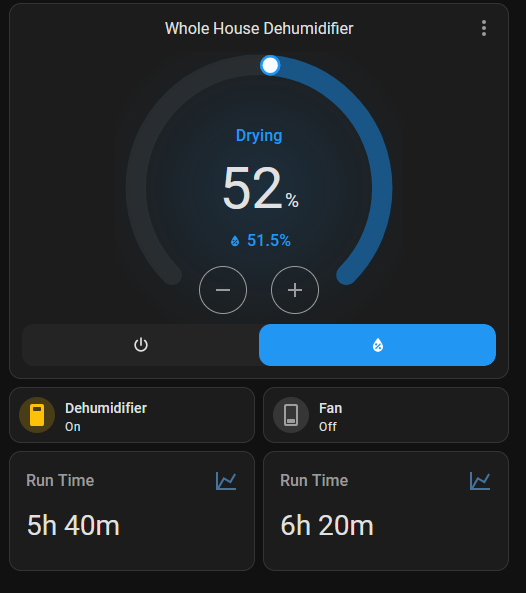 Whole House Dehumidifier
Drying
52%
51.5%
Dehumidifier
On
Fan
Off
Run Time
Run Time
5h 40m
6h 20m